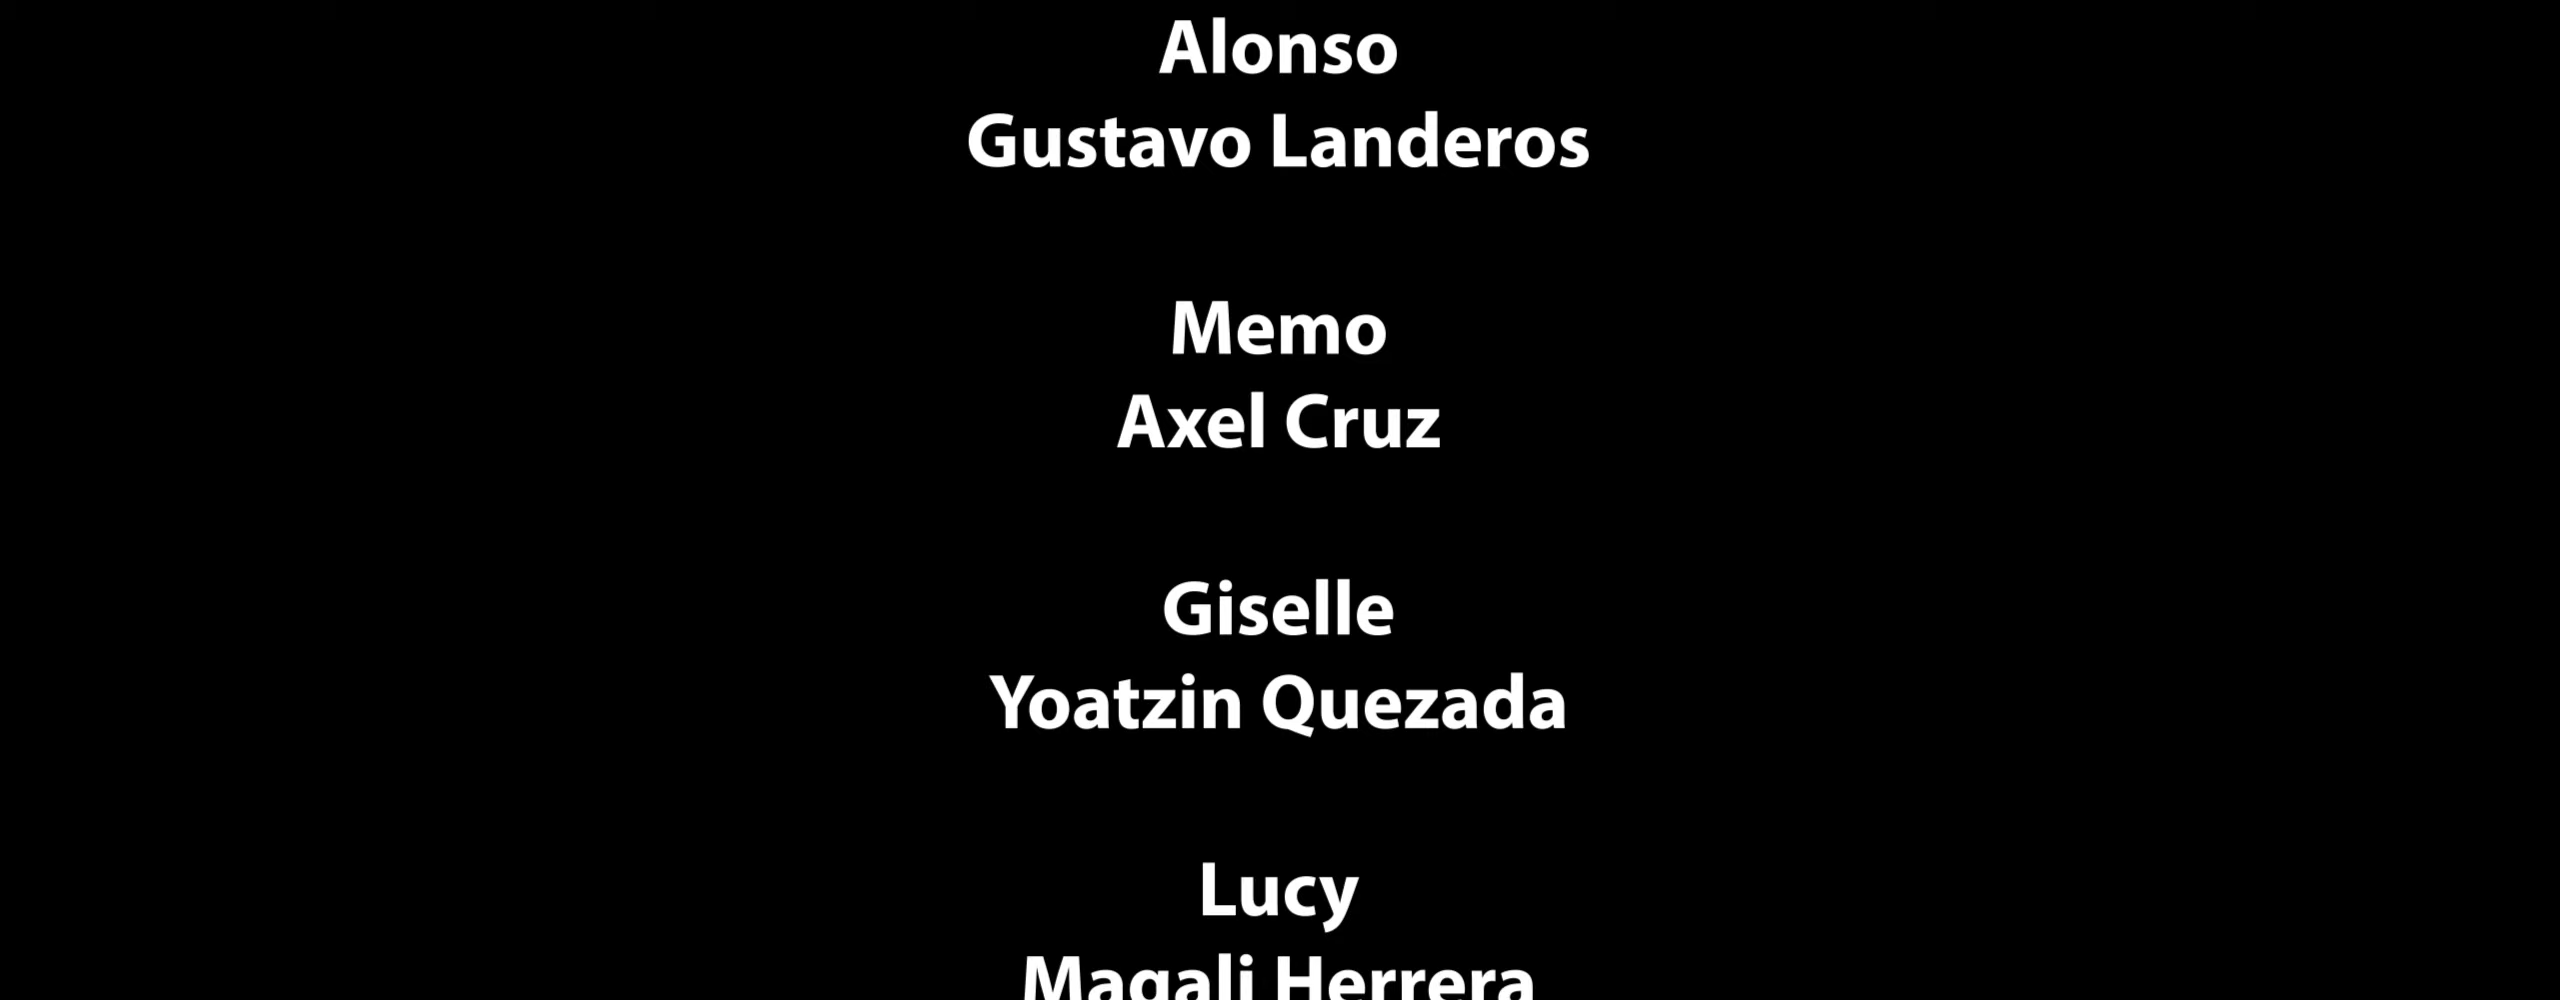 Alonso
Gustavo Landeros
Memo
Axel Cruz
Giselle
Yoatzin Quezada
Lucy
Magali Herrera